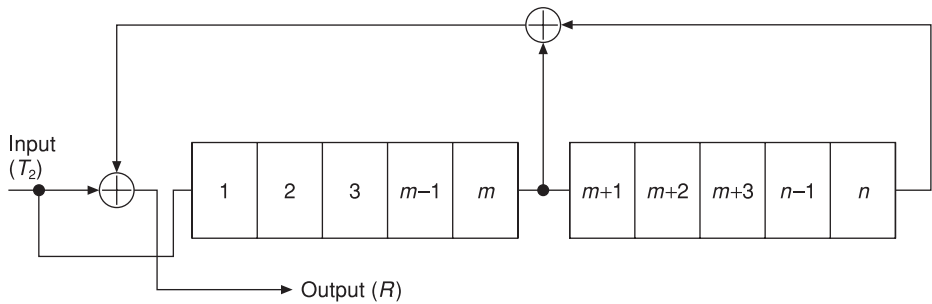 Input
(T₂)
1 2 3 m–1 m m+1 m+2 m+3 n–1 n
Output (R)